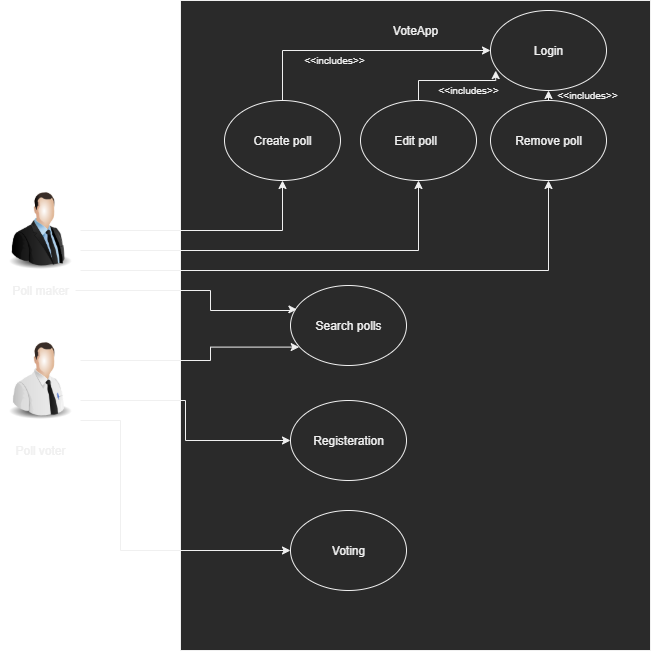 VoteApp
Login
<<includes>>
<<includes>>
<<includes>>
Create poll
Edit poll
Remove poll
Poll maker
Search polls
Poll voter
Registeration
Voting